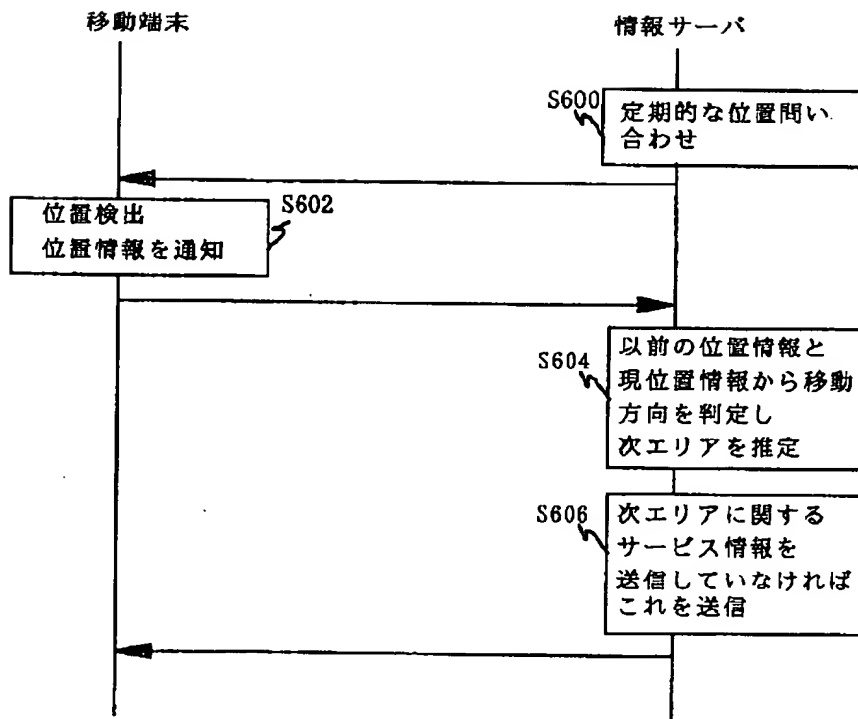 移動端末
情報サーバ
S600
定期的な位置問い
合わせ
位置検出
位置情報を通知
S602
S604
以前の位置情報と
現位置情報から移動
方向を判定し
次エリアを推定
S606
次エリアに関する
サービス情報を
送信していなければ
これを送信